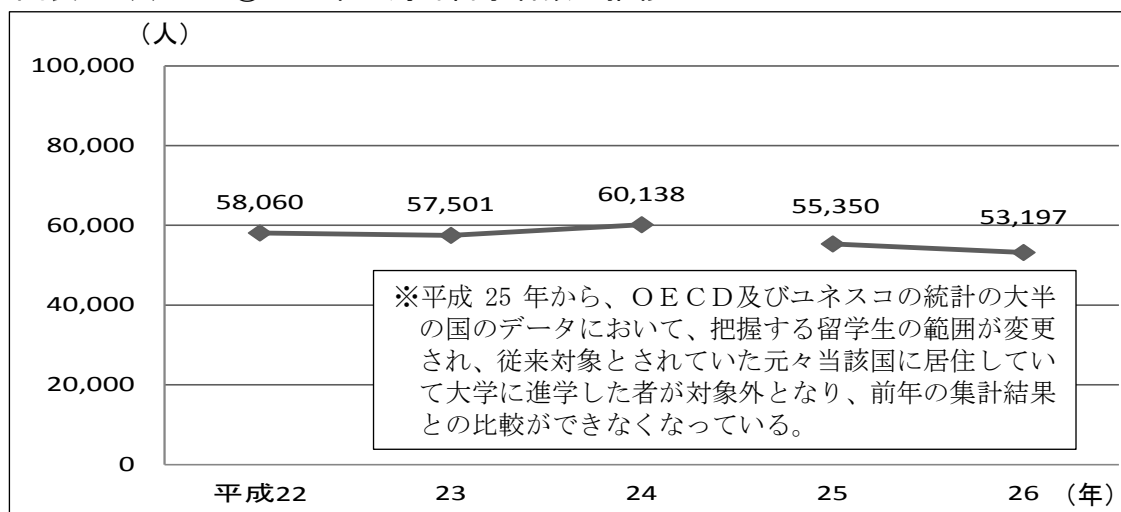 （人）
100,000
80,000
60,000
40,000
20,000
0
58,060
57,501
60,138
55,350
53,197
※平成 25 年から、ＯＥＣＤ及びユネスコの統計の大半
の国のデータにおいて、把握する留学生の範囲が変更
され、従来対象とされていた元々当該国に居住してい
て大学に進学した者が対象外となり、前年の集計結果
との比較ができなくなっている。
平成22 23 24 25 26 （年）